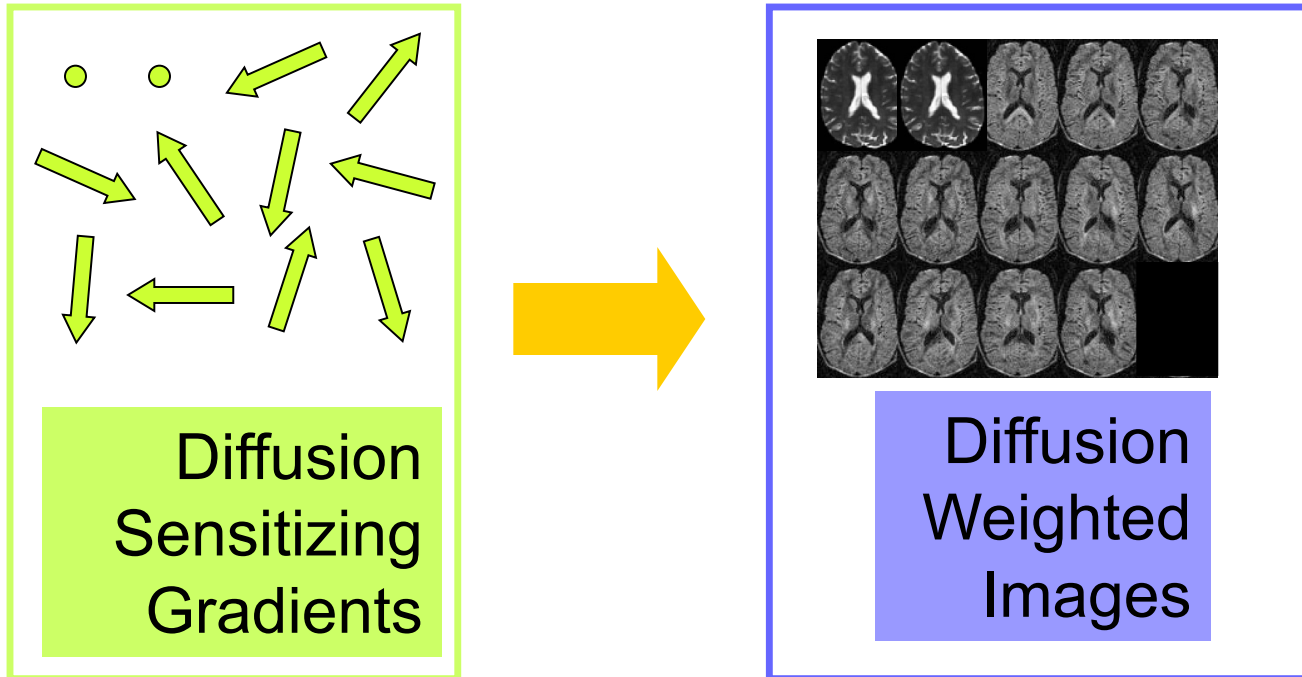 Diffusion
Sensitizing
Gradients
Diffusion
Weighted
Images